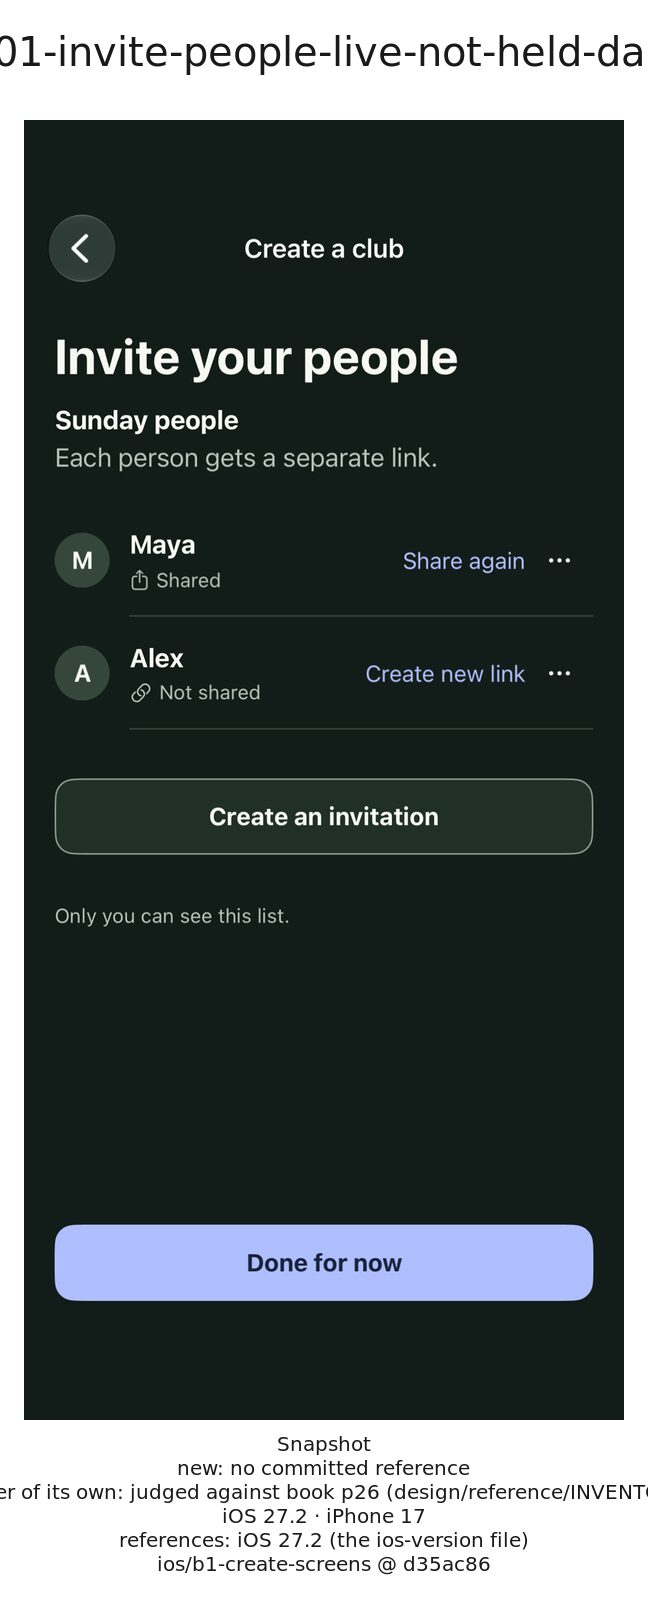 01-invite-people-live-not-held-da
Create a club
Invite your people
Sunday people
Each person gets a separate link.
M
Maya
Shared
Share again
A
Alex
Not shared
Create new link
Create an invitation
Only you can see this list.
Done for now
Snapshot
new: no committed reference
er of its own: judged against book p26 (design/reference/INVENTO
iOS 27.2 · iPhone 17
references: iOS 27.2 (the ios-version file)
ios/b1-create-screens @ d35ac86